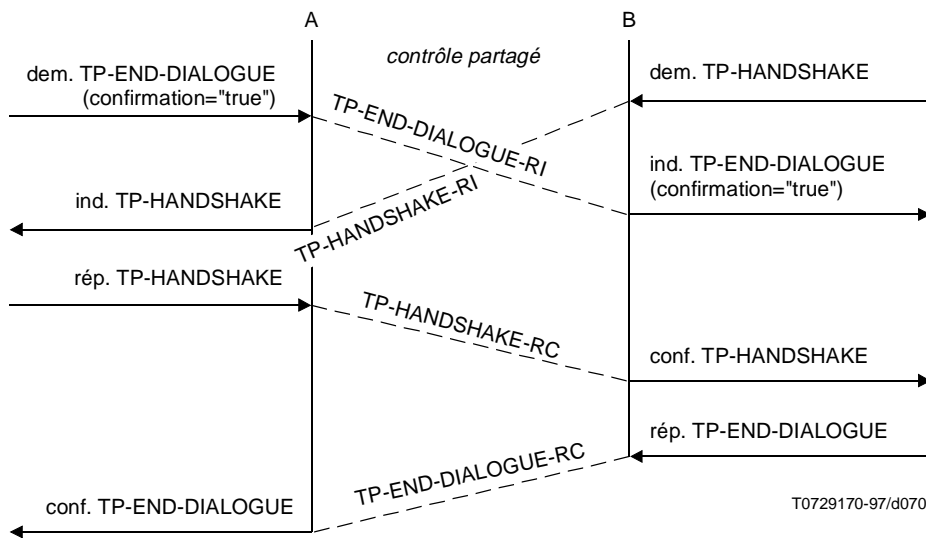 A
B
contrôle partagé
dem. TP-END-DIALOGUE
(confirmation="true")
dem. TP-HANDSHAKE
TP-END-DIALOGUE-RI
ind. TP-END-DIALOGUE
(confirmation="true")
ind. TP-HANDSHAKE
TP-HANDSHAKE-RI
rép. TP-HANDSHAKE
TP-HANDSHAKE-RC
conf. TP-HANDSHAKE
rép. TP-END-DIALOGUE
TP-END-DIALOGUE-RC
conf. TP-END-DIALOGUE
T0729170-97/d070